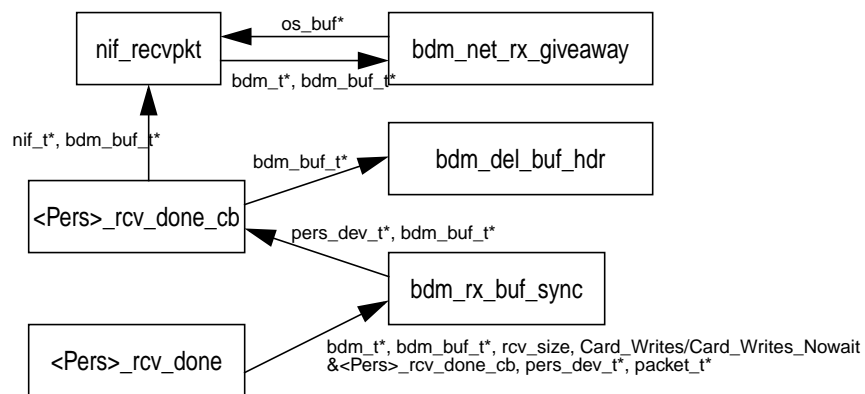 os_buf*
nif_recvpkt
bdm_net_rx_giveaway
bdm_t*, bdm_buf_t*
nif_t*, bdm_buf_t*
bdm_buf_t*
bdm_del_buf_hdr
<Pers>_rcv_done_cb
pers_dev_t*, bdm_buf_t*
bdm_rx_buf_sync
<Pers>_rcv_done
bdm_t*, bdm_buf_t*, rcv_size, Card_Writes/Card_Writes_Nowait
&<Pers>_rcv_done_cb, pers_dev_t*, packet_t*